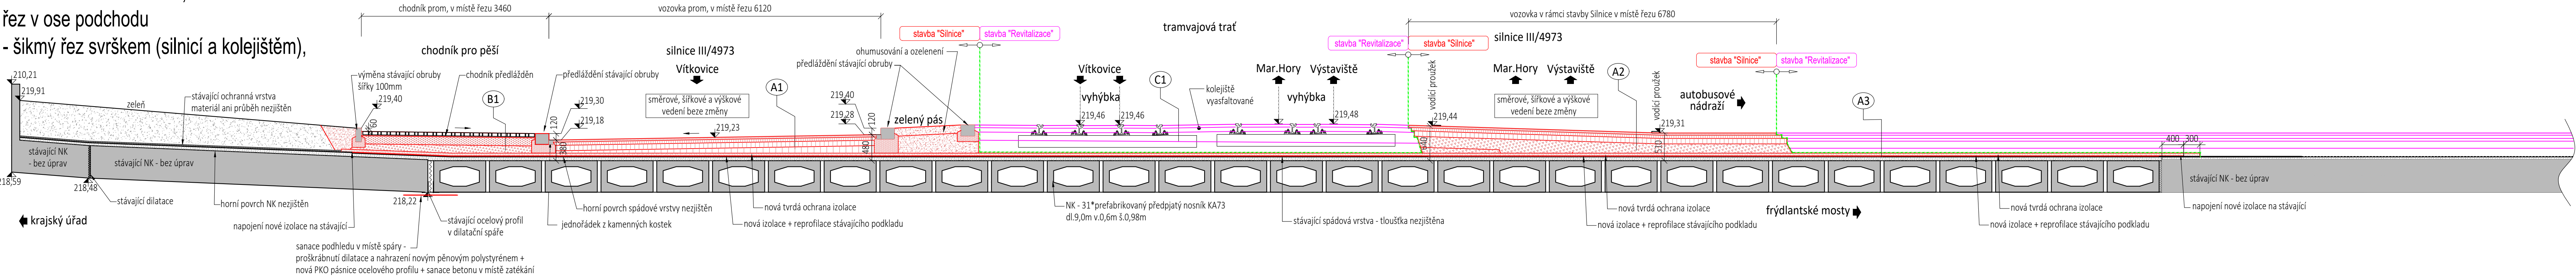 řez v ose podchodu
- šikmý řez svrškem (silnicí a kolejištěm),
chodník prom, v místě řezu 3460
vozovka prom, v místě řezu 6120
vozovka v rámci stavby Silnice v místě řezu 6780
chodník pro pěší
silnice III/4973
Vítkovice
směrové, šířkové a výškové
vedení beze změny
A1
ohumusování a ozelenění
předláždění stávající obruby
stavba "Silnice"
stavba "Revitalizace"
tramvajová trať
stavba "Revitalizace"
stavba "Silnice"
silnice III/4973
Vítkovice
vyhýbka
C1
kolejiště
vyasfaltované
Mar.Hory
Výstaviště
vyhýbka
vodící proužek
Mar.Hory
Výstaviště
směrové, šířkové a výškové
vedení beze změny
A2
vodící proužek
stavba "Silnice"
stavba "Revitalizace"
autobusové
nádraží
A3
210,21
219,91
zeleň
stávající ochranná vrstva
materiál ani průběh nezjištěn
výměna stávající obruby
šířky 100mm
219,40
60
chodník předlážděn
B1
předláždění stávající obruby
219,30
120
219,18
380
219,23
219,40
219,28
120
480
zelený pás
219,46
219,46
219,48
219,44
640
219,31
510
400
300
stávající NK
- bez úprav
stávající NK - bez úprav
stávající NK - bez úprav
218,59
218,48
218,22
stávající dilatace
horní povrch NK nezjištěn
napojení nové izolace na stávající
krajský úřad
stávající ocelový profil
v dilatační spáře
sanace podhledu v místě spáry -
proškrábnutí dilatace a nahrazení novým pěnovým polystyrénem +
nová PKO pásnice ocelového profilu + sanace betonu v místě zatékání
horní povrch spádové vrstvy nezjištěn
jednořádek z kamenných kostek
nová tvrdá ochrana izolace
nová izolace + reprofilace stávajícího podkladu
NK - 31*prefabrikovaný předpjatý nosník KA73
dl.9,0m v.0,6m š.0,98m
stávající spádová vrstva - tloušťka nezjištěna
nová tvrdá ochrana izolace
nová izolace + reprofilace stávajícího podkladu
frýdlantské mosty
nová tvrdá ochrana izolace
nová izolace + reprofilace stávajícího podkladu
napojení nové izolace na stávající